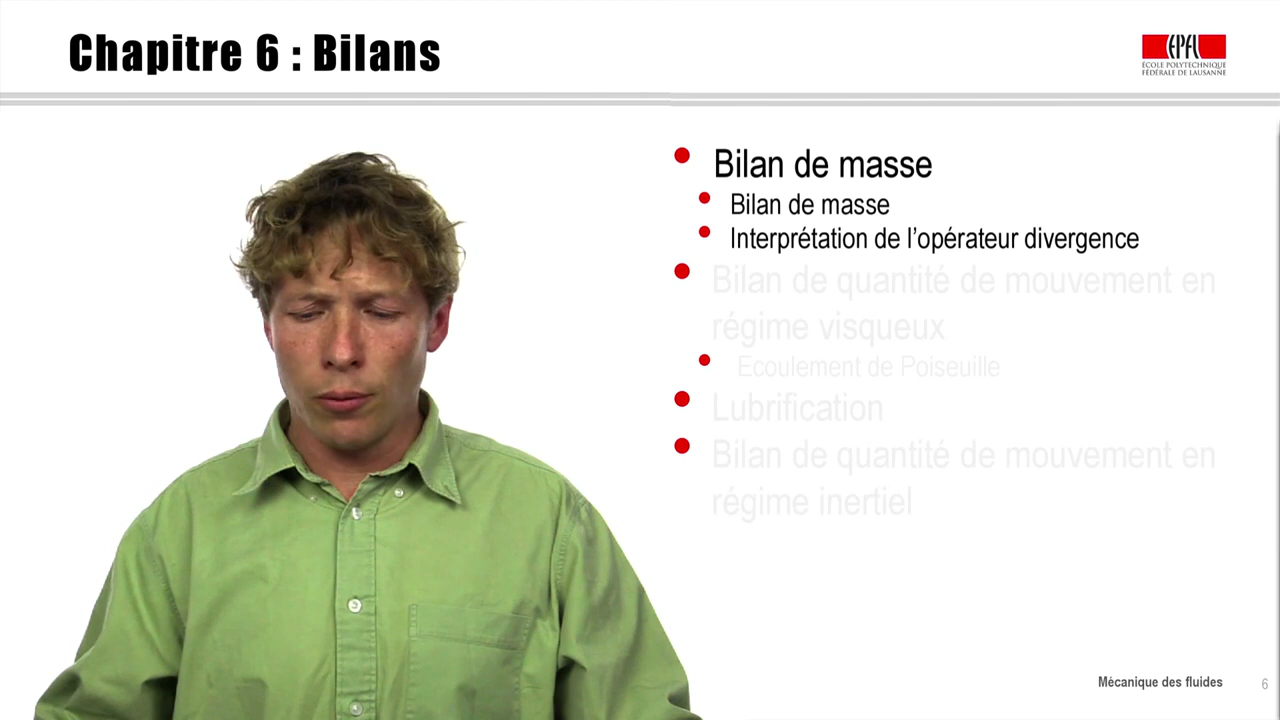 Chapitre 6 : Bilans
EPFL
ÉCOLE POLYTECHNIQUE
FÉDÉRALE DE LAUSANNE
Bilan de masse
Bilan de masse
Interprétation de l’opérateur divergence
Bilan de quantité de mouvement en
régime visqueux
Ecoulement de Poiseuille
Lubrification
Bilan de quantité de mouvement en
régime inertiel
Mécanique des fluides
6